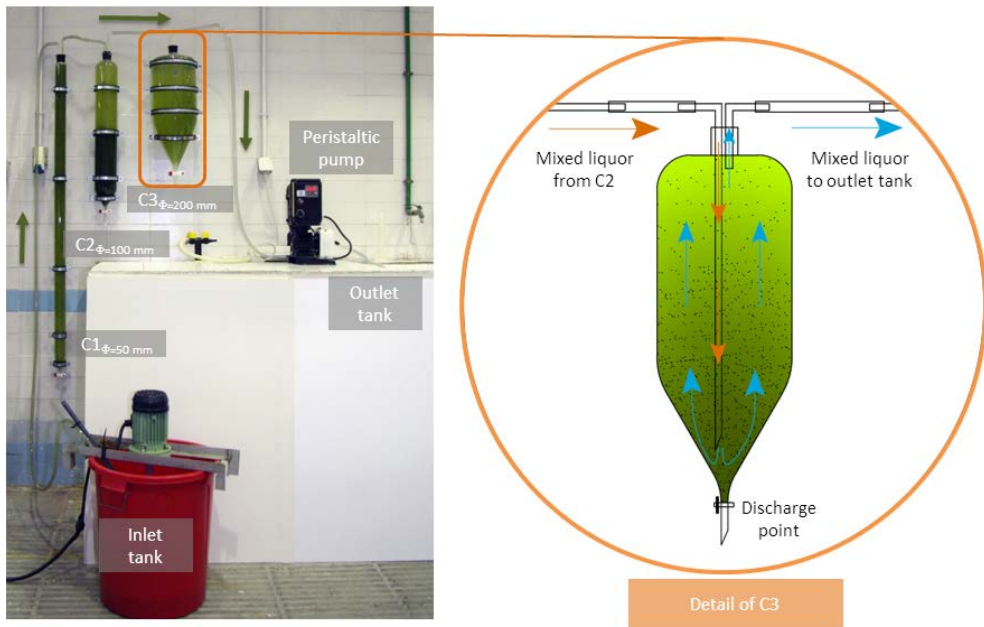 Peristaltic
pump
C3Φ=200 mm
C2Φ=100 mm
Outlet
tank
C1Φ=50 mm
Inlet
tank
Mixed liquor
from C2
Mixed liquor
to outlet tank
Discharge
point
Detail of C3